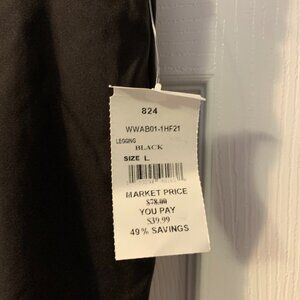 824
WWAB01-1HF21
LEGGING
BLACK
SIZE L
MARKET PRICE
$78.00
YOU PAY
$39.99
49% SAVINGS